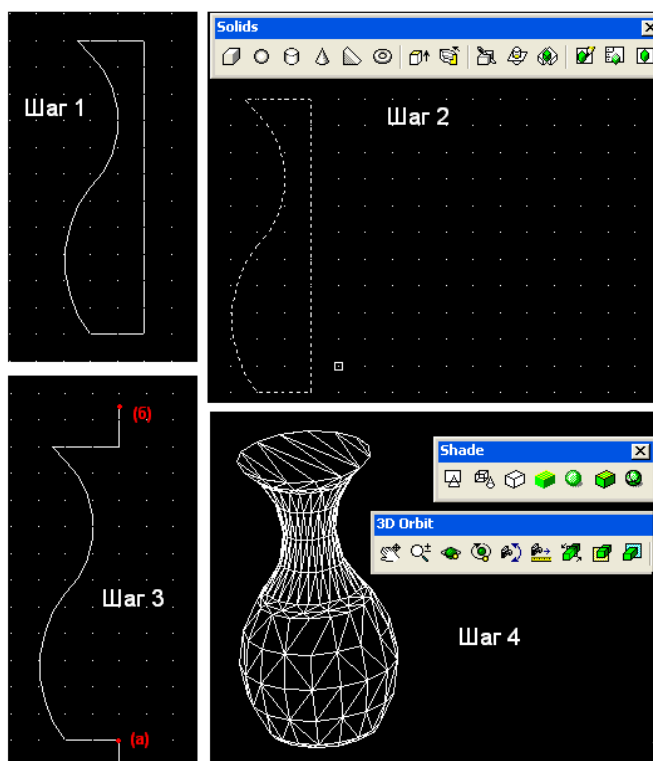 Шаг 1
Solids
Шаг 2
(б)
Шаг 3
(а)
Shade
3D Orbit
Шаг 4